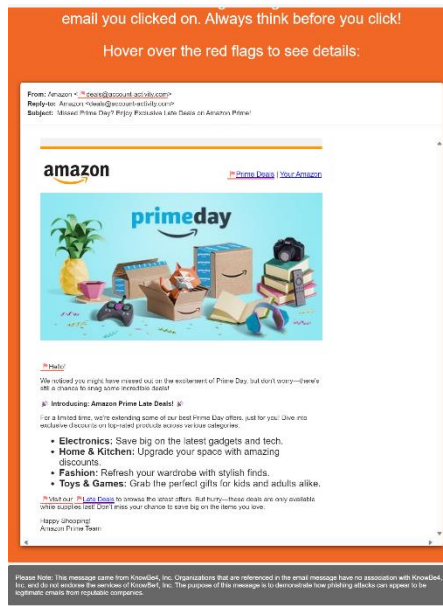 email you clicked on. Always think before you click!
Hover over the red flags to see details:
From: Amazon <deals@account-activity.com>
Reply-to: Amazon <deals@account-activity.com>
Subject: Missed Prime Day? Enjoy Exclusive Late Deals on Amazon Prime!
amazon
Prime Deals | Your Amazon
primeday
Hello!
We noticed you might have missed out on the excitement of Prime Day, but don't worry—there's
still a chance to snag some incredible deals!
Introducing: Amazon Prime Late Deals!
For a limited time, we're extending some of our best Prime Day offers, just for you! Dive into
exclusive discounts on top-rated products across various categories.
• Electronics: Save big on the latest gadgets and tech.
• Home & Kitchen: Upgrade your space with amazing
discounts.
• Fashion: Refresh your wardrobe with stylish finds.
• Toys & Games: Grab the perfect gifts for kids and adults alike.
Visit our Late Deals to browse the latest offers. But hurry—these deals are only available
while supplies last! Don't miss your chance to save big on the items you love.
Happy Shopping!
Amazon Prime Team
Please Note: This message came from KnowBe4, Inc. Organizations that are referenced in the email message have no association with KnowBe4,
Inc. and do not endorse the services of KnowBe4, Inc. The purpose of this message is to demonstrate how phishing attacks can appear to be
legitimate emails from reputable companies.